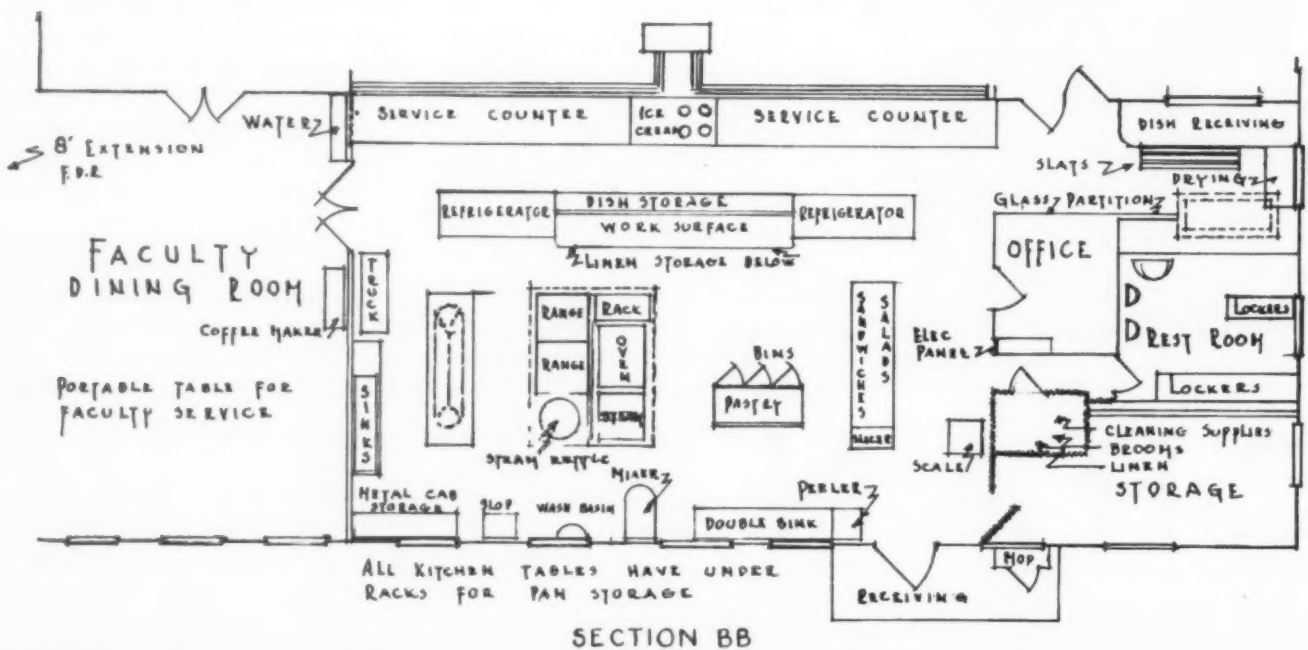 SERVICE COUNTER
ICE
CREAM
SERVICE COUNTER
WATER
8' EXTENSION
F.D.R
DISH RECEIVING
SLATS
DRYING
GLASS PARTITION
REFRIGERATOR
DISH STORAGE
WORK SURFACE
REFRIGERATOR
LINEN STORAGE BELOW
OFFICE
FACULTY
DINING ROOM
COFFEE MAKER
TRUCK
RANGE
RACK
RANGE
OVEN
STEAM KETTLE
BINS
PASTRY
SANDWICHES
SALADS
ELEC
PANEL
LOCKERS
REST ROOM
LOCKERS
PORTABLE TABLE FOR
FACULTY SERVICE
SINKS
SCALE
CLEANING SUPPLIES
BROOMS
LINEN
STORAGE
METAL CAB
STORAGE
SLOP
WASH BASIN
MIXER
DOUBLE SINK
PEELER
MOP
RECEIVING
ALL KITCHEN TABLES HAVE UNDER
RACKS FOR PAN STORAGE
SECTION BB